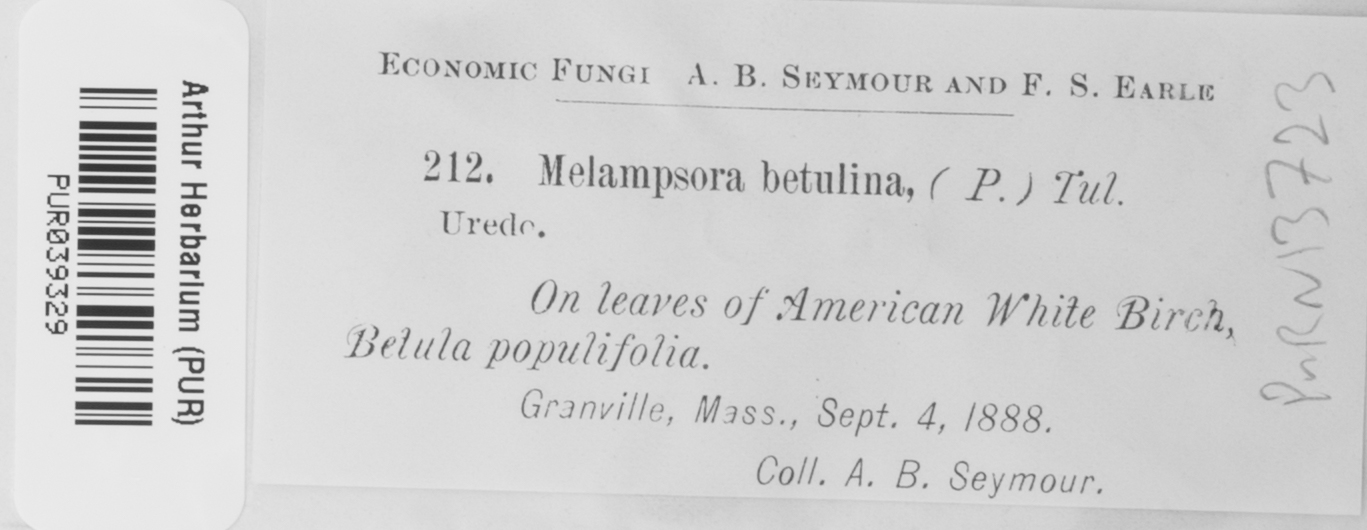 Arthur Herbarium (PUR)
PUR039329
ECONOMIC FUNGI A. B. SEYMOUR AND F. S. EARLE
212. Melampsora betulina, (P.) Tul.
Uredo.
On leaves of American White Birch,
Betula populifolia.
Granville, Mass., Sept. 4, 1888.
Coll. A. B. Seymour.